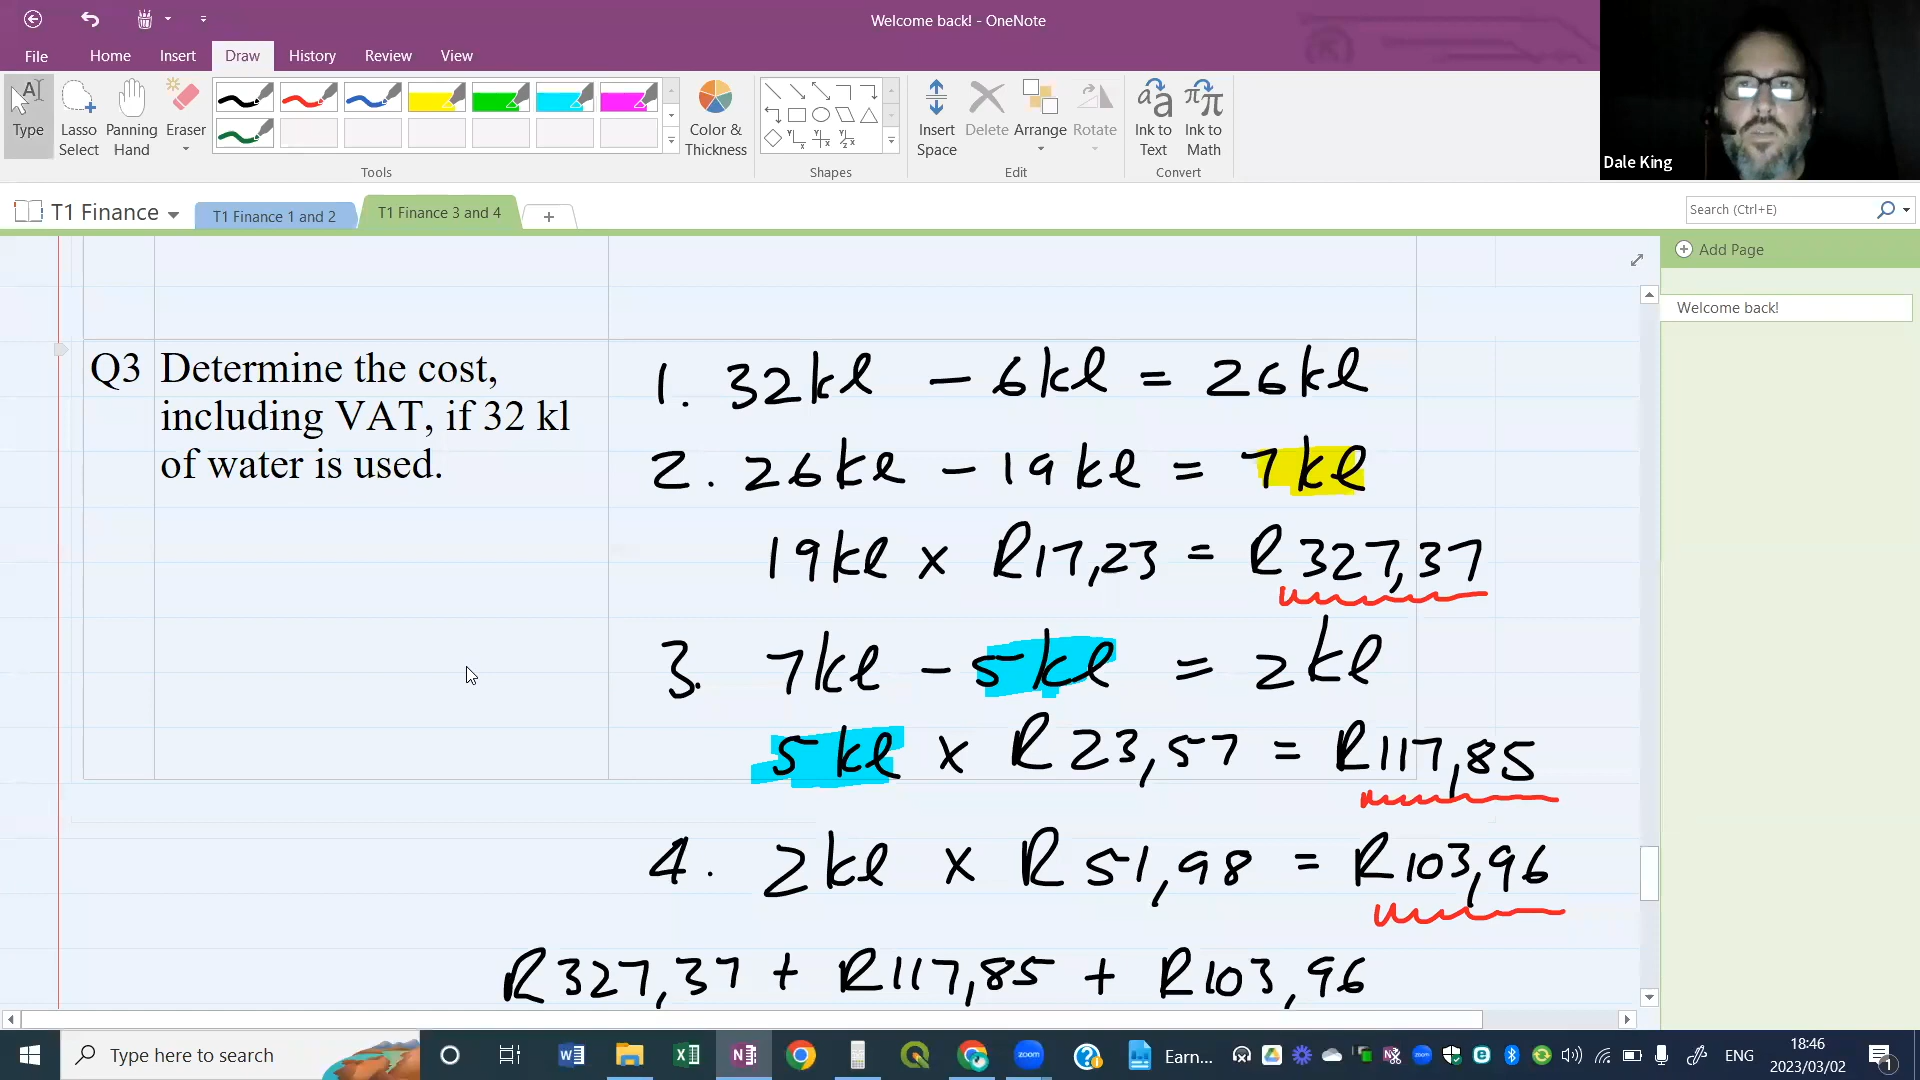 Welcome back! - OneNote
File Home Insert Draw History Review View
Type
Lasso Select
Panning Hand
Eraser
Color & Thickness
Insert Space
Delete
Arrange
Rotate
Ink to Text
Ink to Math
Tools
Shapes
Edit
Convert
Dale King
T1 Finance
T1 Finance 1 and 2
T1 Finance 3 and 4
Search (Ctrl+E)
Add Page
Welcome back!
Q3 Determine the cost,
including VAT, if 32 kl
of water is used.
1. 32kl - 6kl = 26kl
2. 26kl - 19kl = 7kl
19kl x R17,23 = R327,37
3. 7kl - 5kl = 2kl
5kl x R23,57 = R117,85
4. 2kl x R51,98 = R103,96
R327,37 + R117,85 + R103,96
Type here to search
zoom
Earn...
ENG
18:46
2023/03/02
1